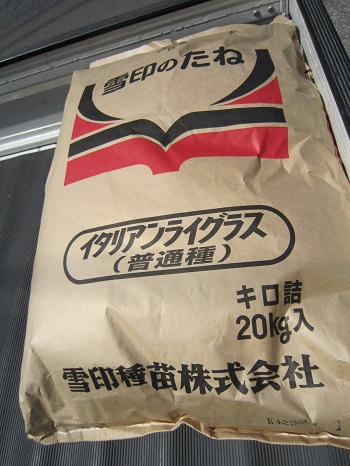 雪印のたね
イタリアンライグラス
(普通種)
キロ詰
20kg入
雪印種苗株式会社